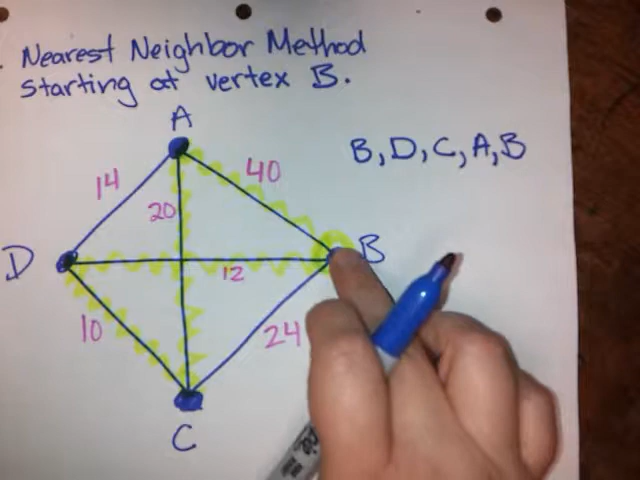 Nearest Neighbor Method
starting at vertex B.
A
B, D, C, A, B
14
40
20
D
B
12
10
24
C